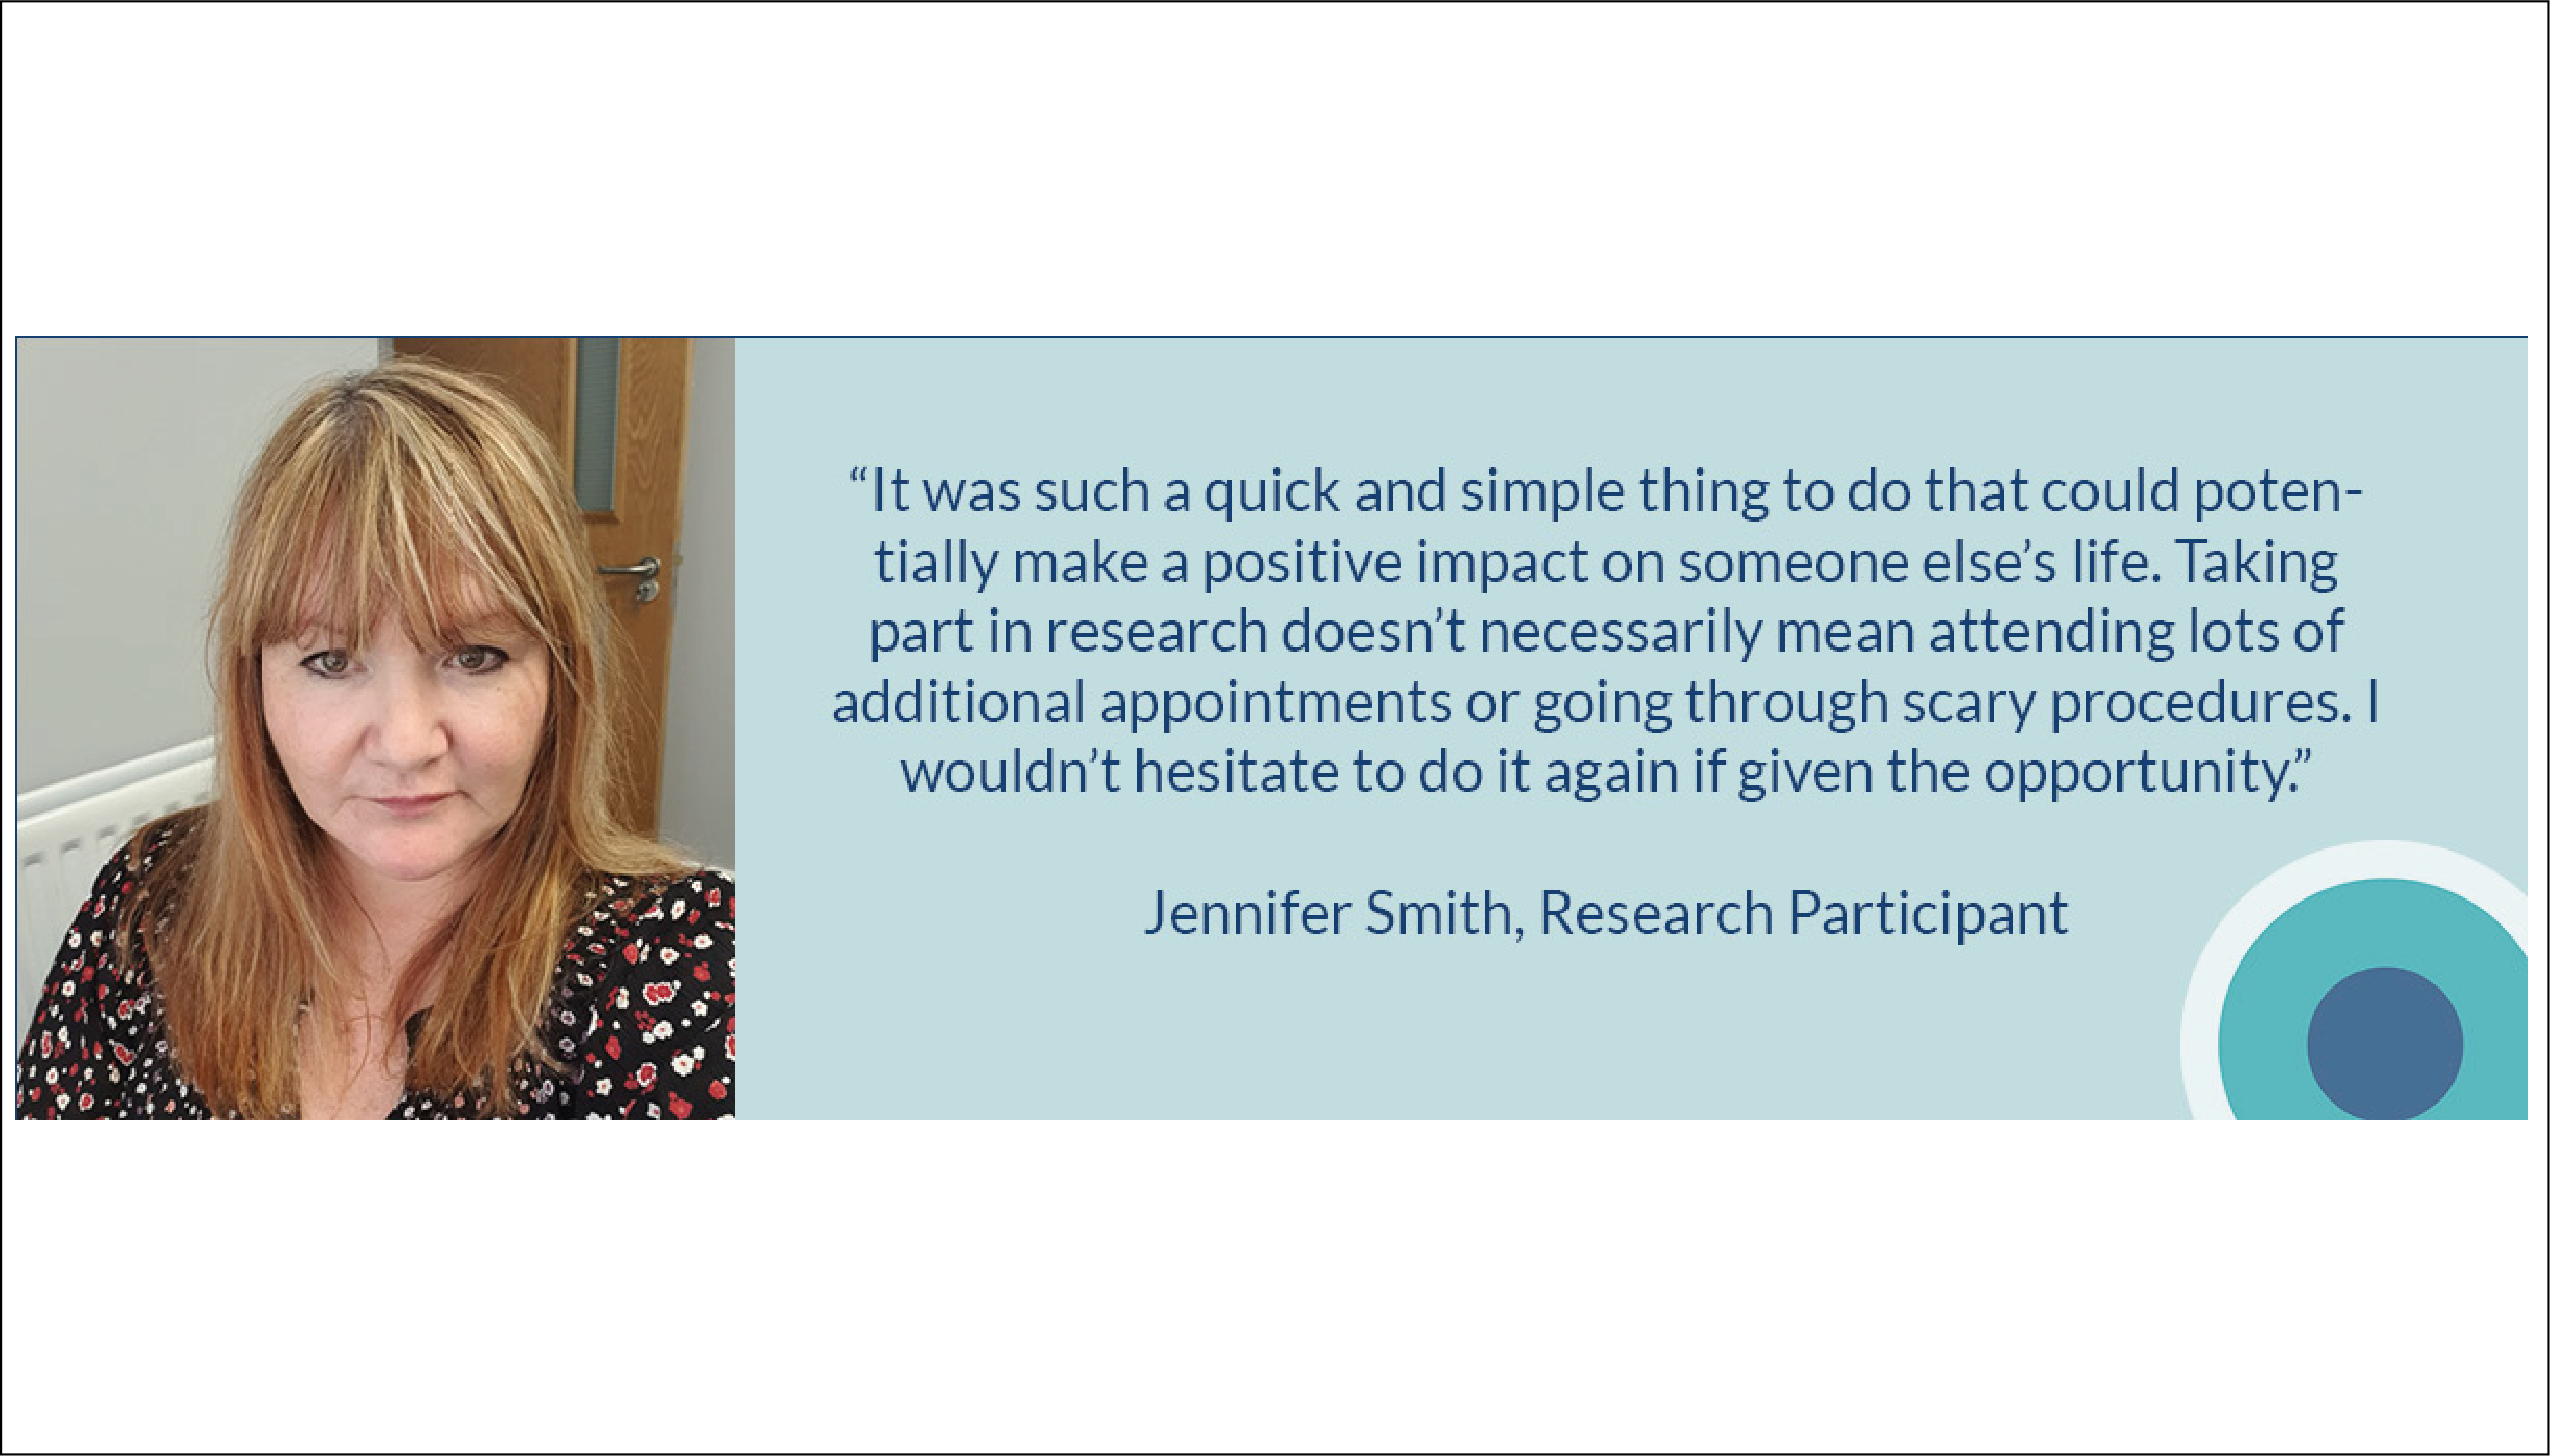 “It was such a quick and simple thing to do that could poten-
tially make a positive impact on someone else’s life. Taking
part in research doesn’t necessarily mean attending lots of
additional appointments or going through scary procedures. I
wouldn’t hesitate to do it again if given the opportunity.”
Jennifer Smith, Research Participant